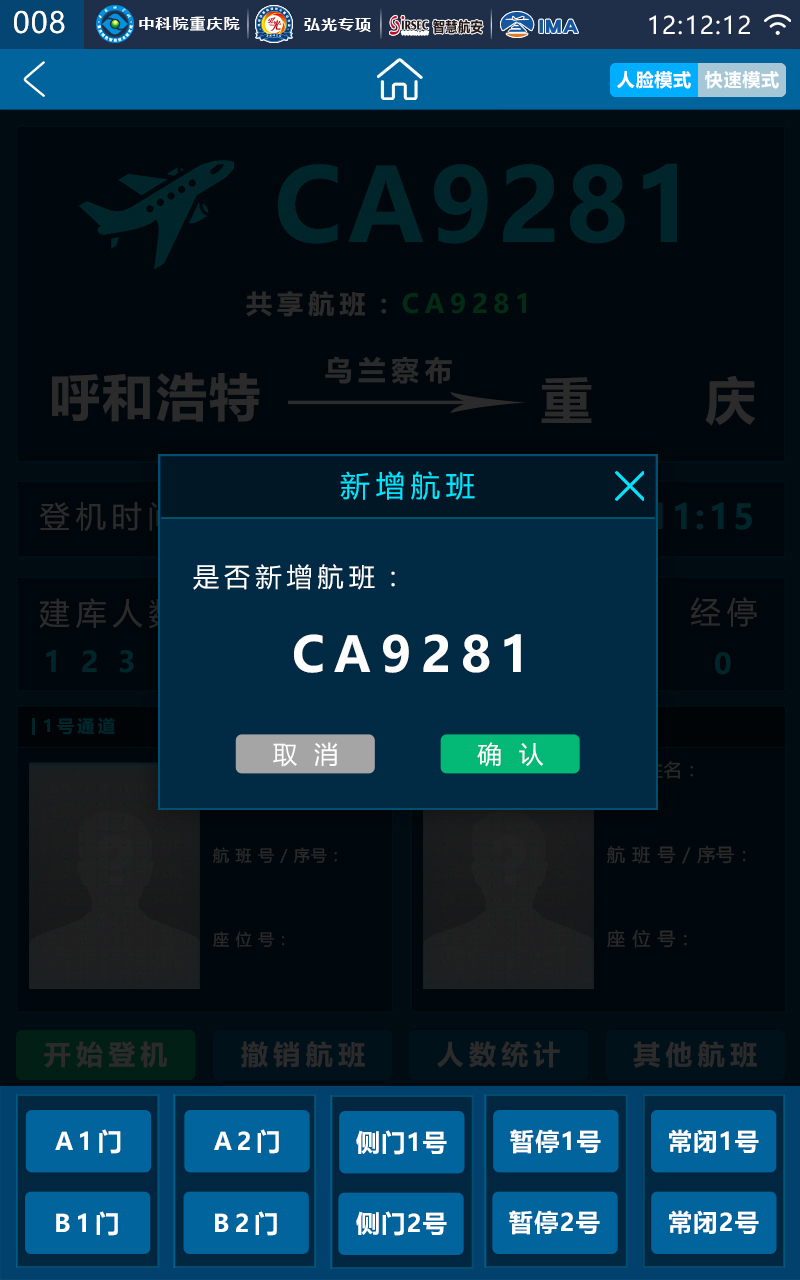 008 中科院重庆院 弘光专项 SiRSEC 智慧航安 IMA 12:12:12
人脸模式 快速模式
CA9281
共享航班：CA9281
乌兰察布
呼和浩特 重 庆
新增航班
登机时间 11:15
是否新增航班：
建库人数 经停
CA9281
1 2 3 0
1号通道
取 消 确 认
姓名：
航班号/序号： 航班号/序号：
座位号： 座位号：
开始登机 撤销航班 人数统计 其他航班
A1门 A2门 侧门1号 暂停1号 常闭1号
B1门 B2门 侧门2号 暂停2号 常闭2号